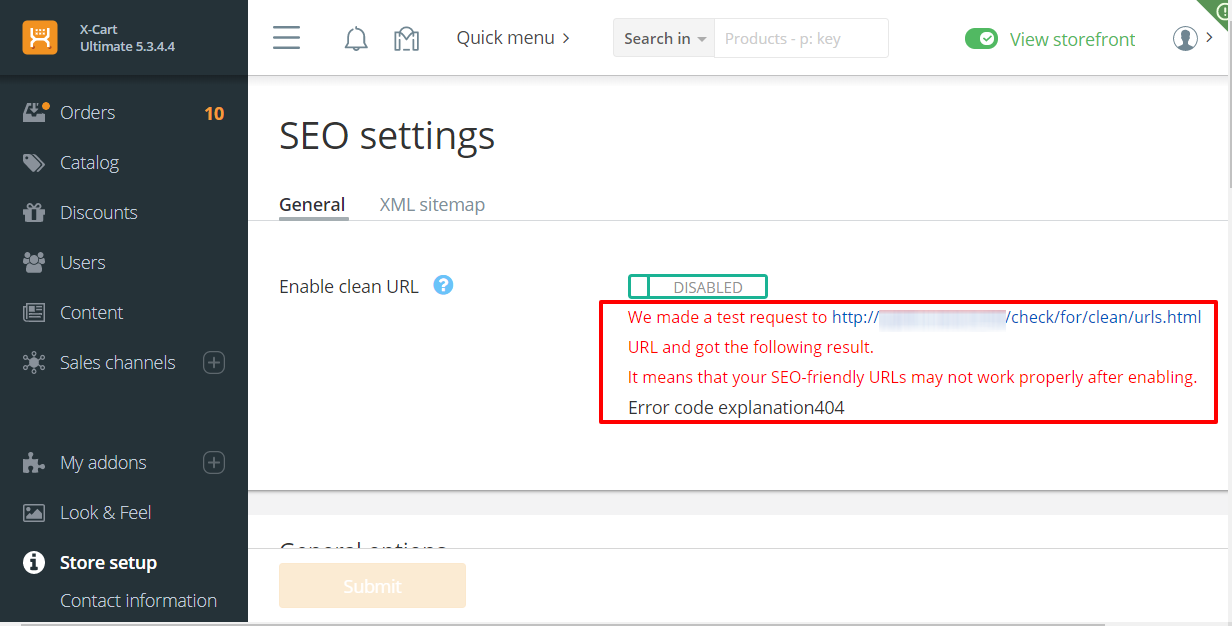 X-Cart
Ultimate 5.3.4.4
Quick menu
Search in
Products - p: key
View storefront
Orders 10
Catalog
Discounts
Users
Content
Sales channels
My addons
Look & Feel
Store setup
Contact information
SEO settings
General XML sitemap
Enable clean URL ? DISABLED
We made a test request to http:// /check/for/clean/urls.html
URL and got the following result.
It means that your SEO-friendly URLs may not work properly after enabling.
Error code explanation404
General options
Submit